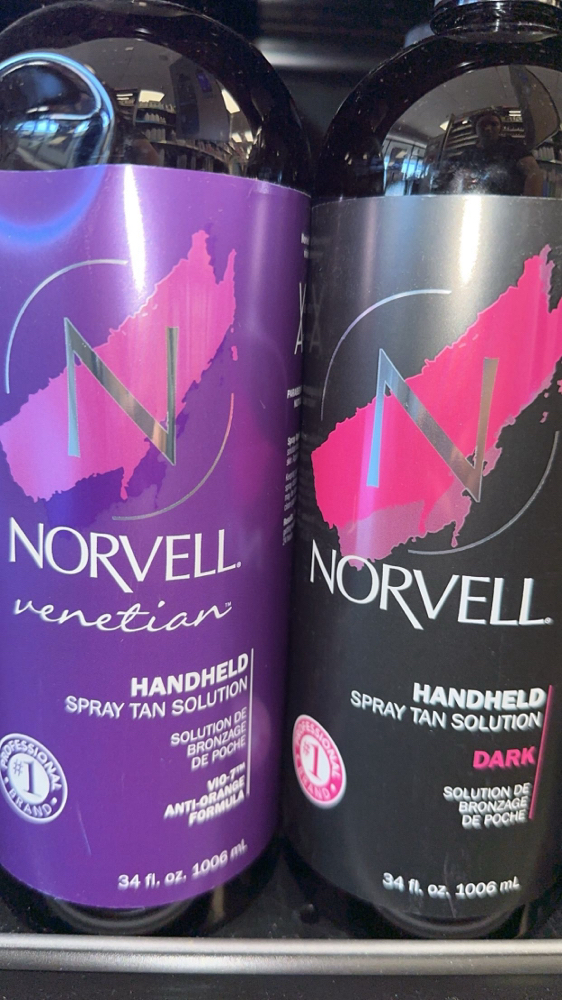 N
NORVELL®
venetian™
HANDHELD
SPRAY TAN SOLUTION
SOLUTION DE
BRONZAGE
DE POCHE
VIO-7™
ANTI-ORANGE
FORMULA
PROFESSIONAL
#1
BRAND
34 fl. oz. 1006 mL
N
NORVELL®
HANDHELD
SPRAY TAN SOLUTION
DARK
SOLUTION DE
BRONZAGE
DE POCHE
PROFESSIONAL
#1
BRAND
34 fl. oz. 1006 mL